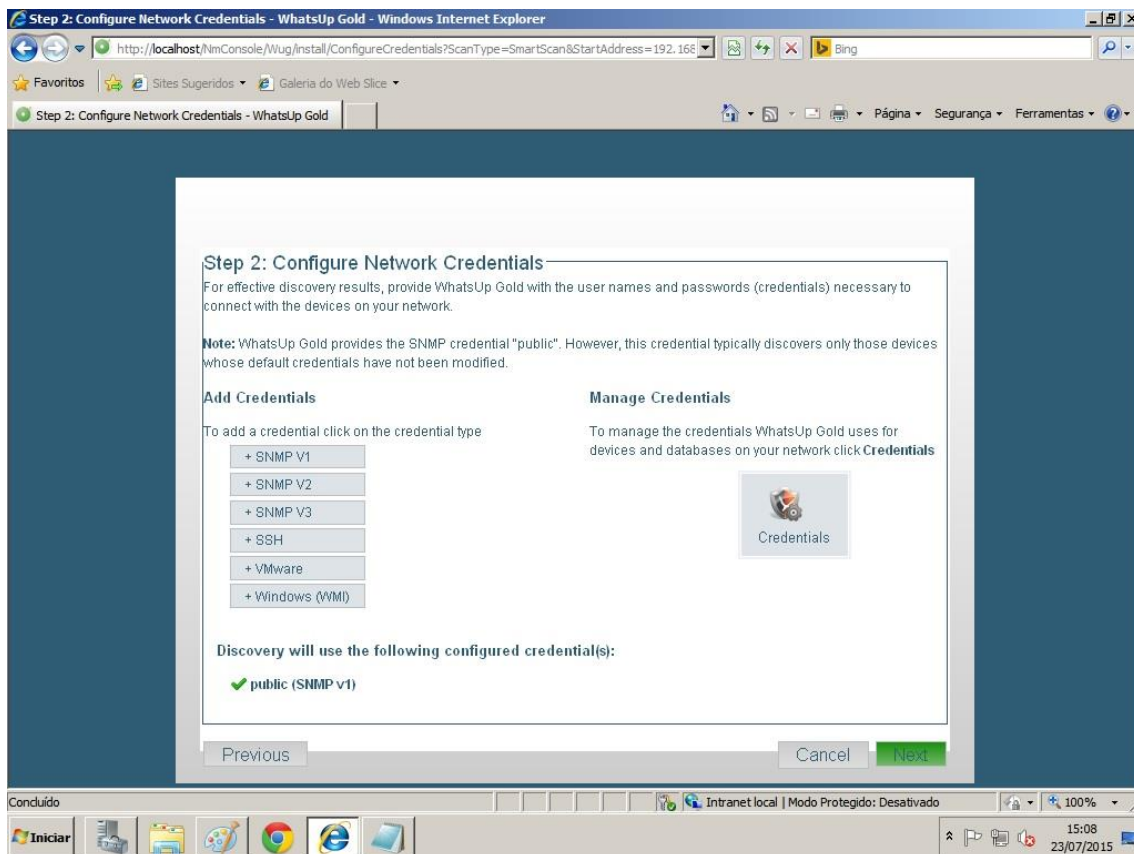 Step 2: Configure Network Credentials - WhatsUp Gold - Windows Internet Explorer
http://localhost/NmConsole/Wug/install/ConfigureCredentials?ScanType=SmartScan&StartAddress=192.168
Bing
Favoritos
Sites Sugeridos
Galeria do Web Slice
Step 2: Configure Network Credentials - WhatsUp Gold
Página
Segurança
Ferramentas
Step 2: Configure Network Credentials
For effective discovery results, provide WhatsUp Gold with the user names and passwords (credentials) necessary to
connect with the devices on your network.
Note: WhatsUp Gold provides the SNMP credential "public". However, this credential typically discovers only those devices
whose default credentials have not been modified.
Add Credentials
To add a credential click on the credential type
+ SNMP V1
+ SNMP V2
+ SNMP V3
+ SSH
+ VMware
+ Windows (WMI)
Manage Credentials
To manage the credentials WhatsUp Gold uses for
devices and databases on your network click Credentials
Credentials
Discovery will use the following configured credential(s):
public (SNMP v1)
Previous
Cancel
Next
Concluído
Intranet local | Modo Protegido: Desativado
100%
Iniciar
15:08
23/07/2015